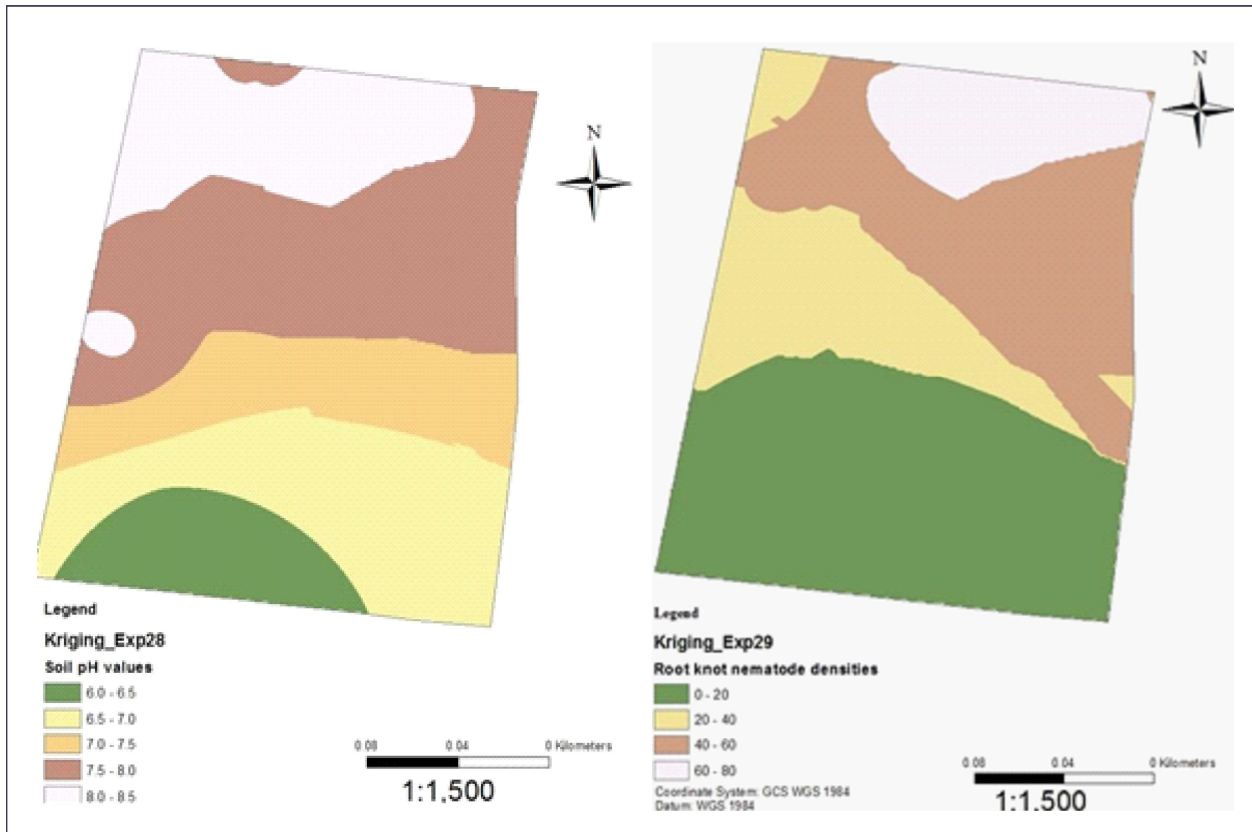 N
Legend
Kriging_Exp28
Soil pH values
6.0 - 6.5
6.5 - 7.0
7.0 - 7.5
7.5 - 8.0
8.0 - 8.5
0.08 0.04 0 Kilometers
1:1,500
N
Legend
Kriging_Exp29
Root knot nematode densities
0 - 20
20 - 40
40 - 60
60 - 80
Coordinate System: GCS WGS 1984
Datum: WGS 1984
0.08 0.04 0 Kilometers
1:1,500